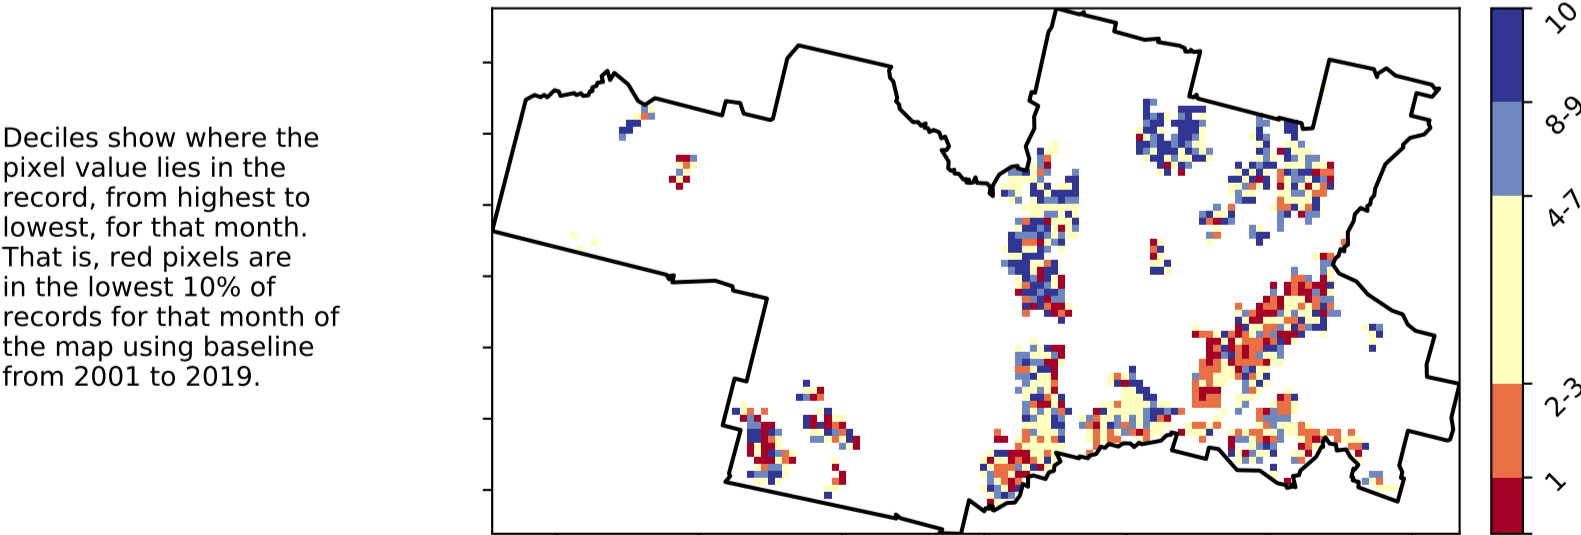 Deciles show where the
pixel value lies in the
record, from highest to
lowest, for that month.
That is, red pixels are
in the lowest 10% of
records for that month of
the map using baseline
from 2001 to 2019.
10
8-9
4-7
2-3
1